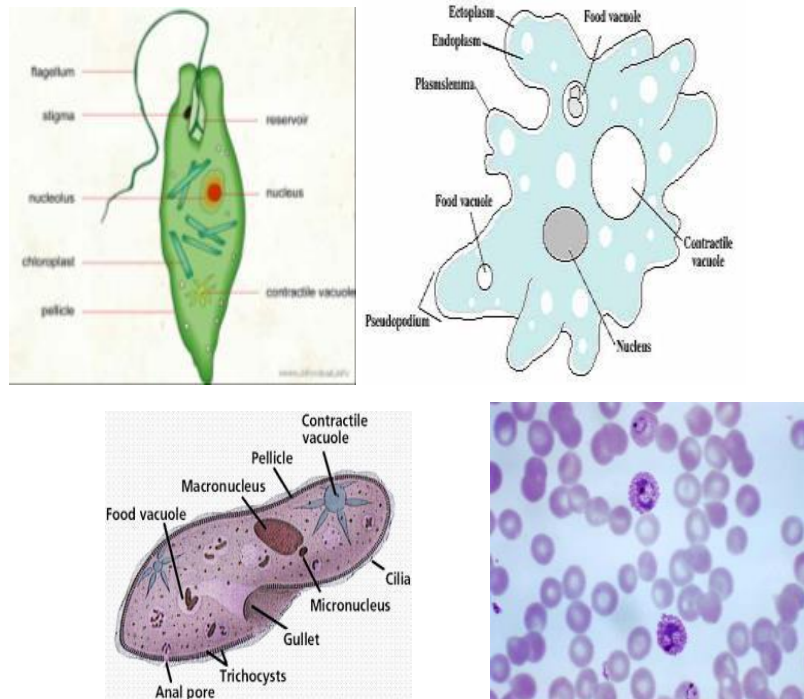 flagellum
stigma
reservoir
nucleolus
nucleus
chloroplast
contractile vacuole
pellicle
Ectoplasm
Endoplasm
Food vacuole
Plasmslemma
Food vacuole
Contractile
vacuole
Pseudopodium
Nucleus
Contractile
vacuole
Pellicle
Macronucleus
Food vacuole
Cilia
Micronucleus
Gullet
Trichocysts
Anal pore